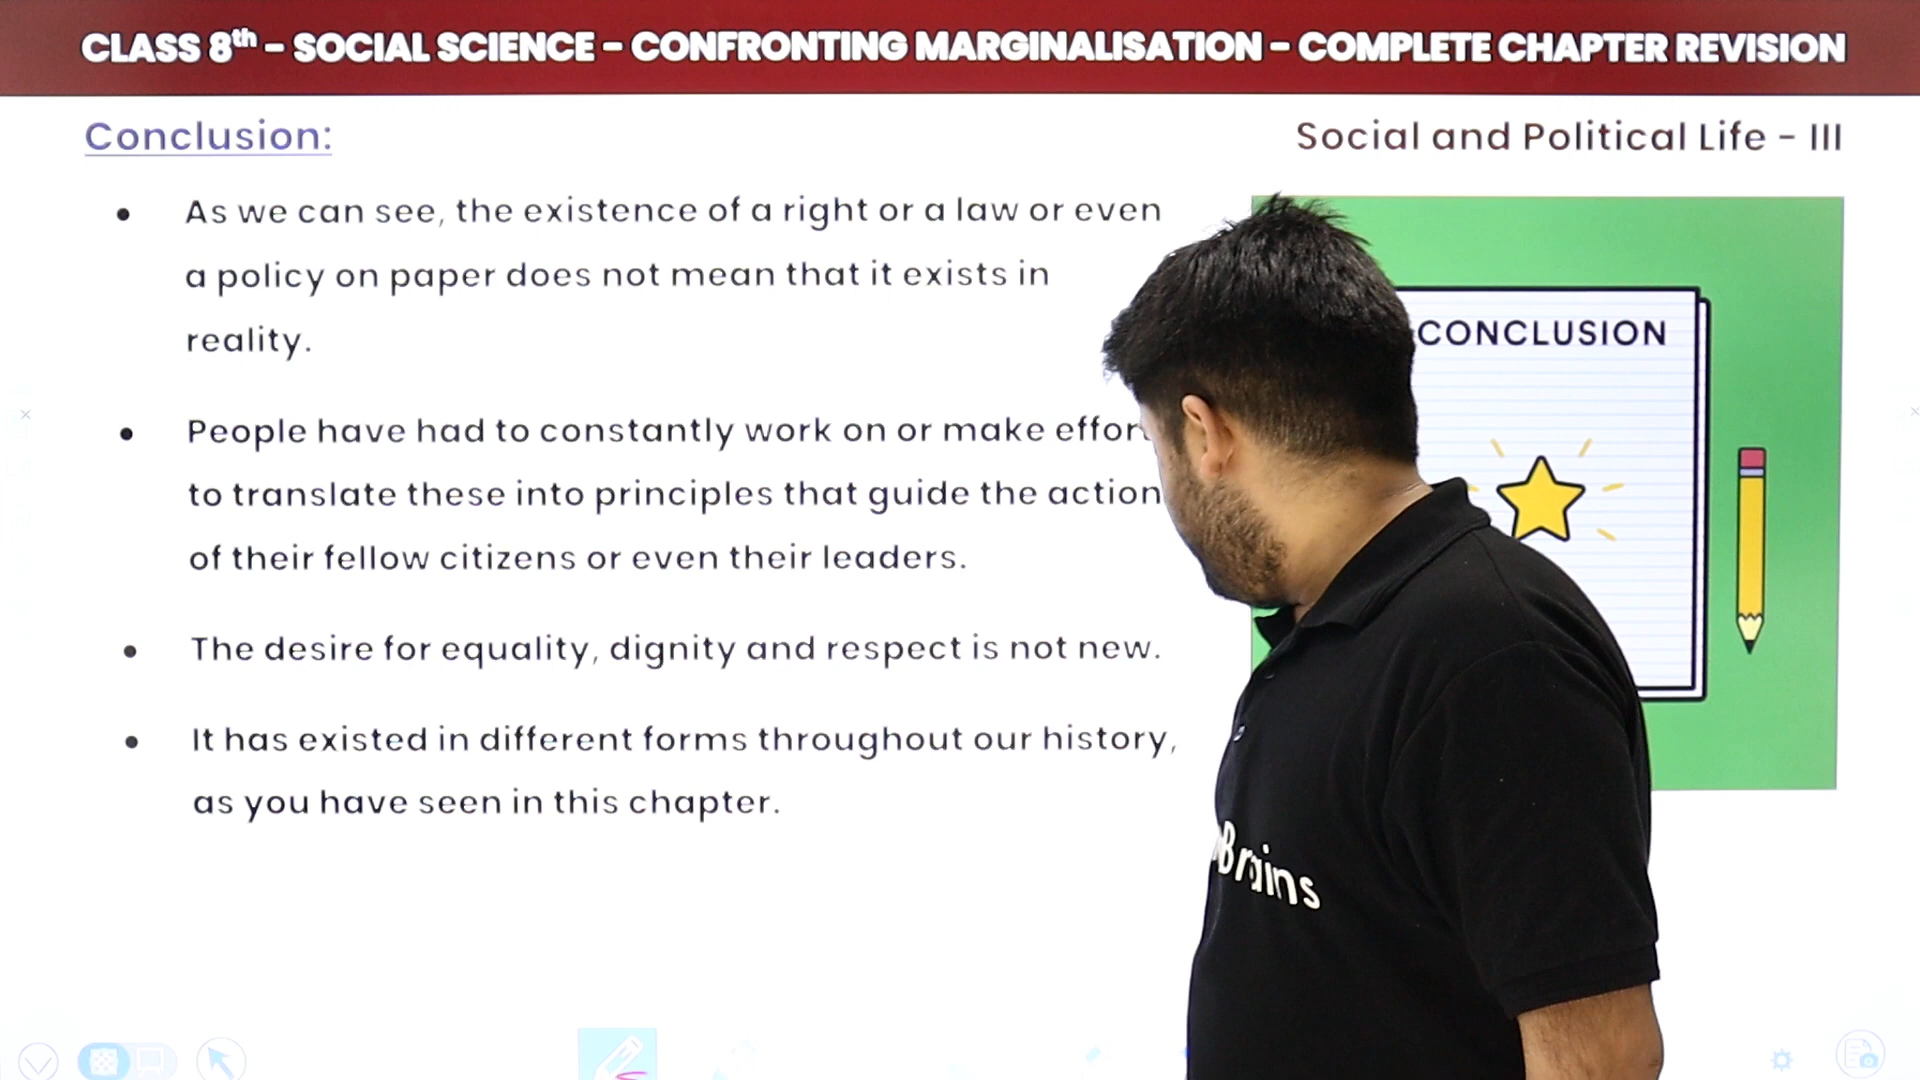 CLASS 8th – SOCIAL SCIENCE – CONFRONTING MARGINALISATION – COMPLETE CHAPTER REVISION
Conclusion:
Social and Political Life - III
As we can see, the existence of a right or a law or even
a policy on paper does not mean that it exists in
reality.
People have had to constantly work on or make
to translate these into principles that guide the
of their fellow citizens or even their leaders.
The desire for equality, dignity and respect is not new.
It has existed in different forms throughout our history,
as you have seen in this chapter.
CONCLUSION
Brains